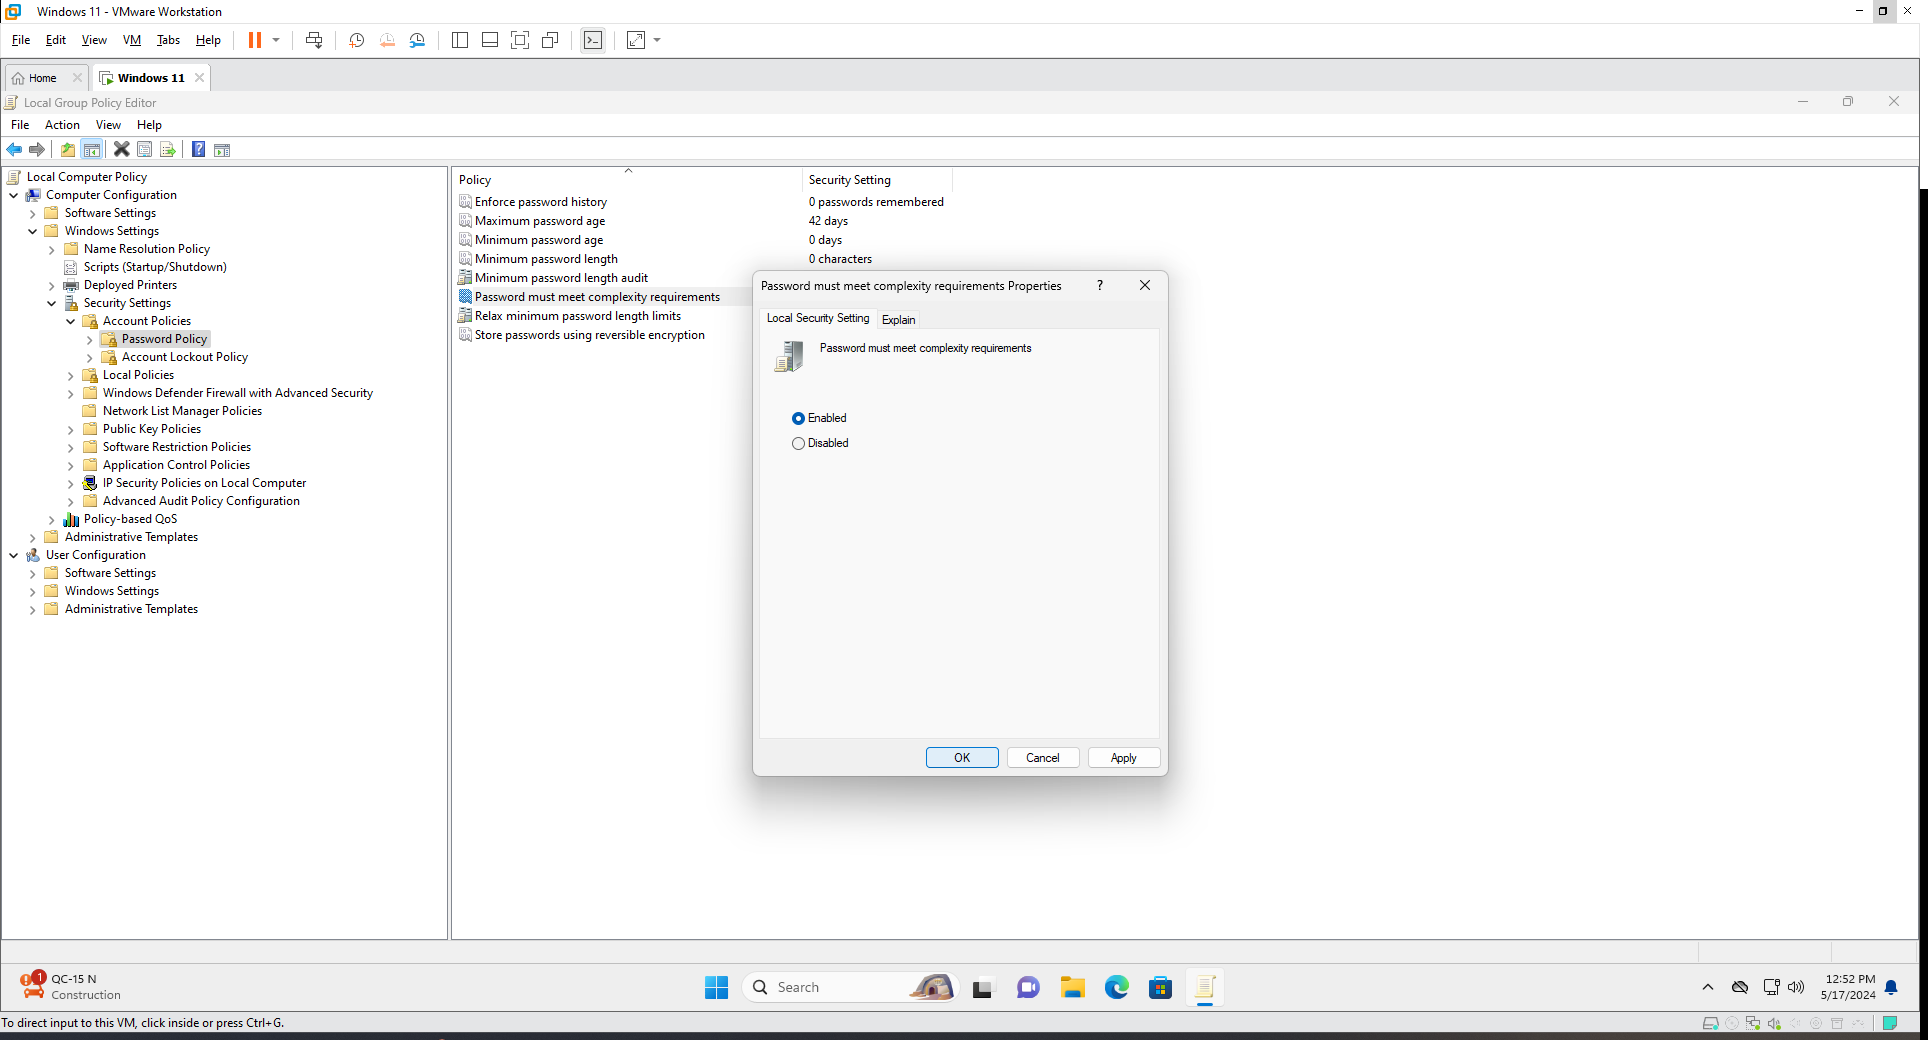 Windows 11 - VMware Workstation
File Edit View VM Tabs Help
Home
Windows 11
Local Group Policy Editor
File Action View Help
Local Computer Policy
Computer Configuration
Software Settings
Windows Settings
Name Resolution Policy
Scripts (Startup/Shutdown)
Deployed Printers
Security Settings
Account Policies
Password Policy
Account Lockout Policy
Local Policies
Windows Defender Firewall with Advanced Security
Network List Manager Policies
Public Key Policies
Software Restriction Policies
Application Control Policies
IP Security Policies on Local Computer
Advanced Audit Policy Configuration
Policy-based QoS
Administrative Templates
User Configuration
Software Settings
Windows Settings
Administrative Templates
Policy Security Setting
Enforce password history 0 passwords remembered
Maximum password age 42 days
Minimum password age 0 days
Minimum password length 0 characters
Minimum password length audit
Password must meet complexity requirements
Relax minimum password length limits
Store passwords using reversible encryption
Password must meet complexity requirements Properties ?
Local Security Setting Explain
Password must meet complexity requirements
Enabled
Disabled
OK Cancel Apply
1
QC-15 N
Construction
Search
12:52 PM
5/17/2024
To direct input to this VM, click inside or press Ctrl+G.